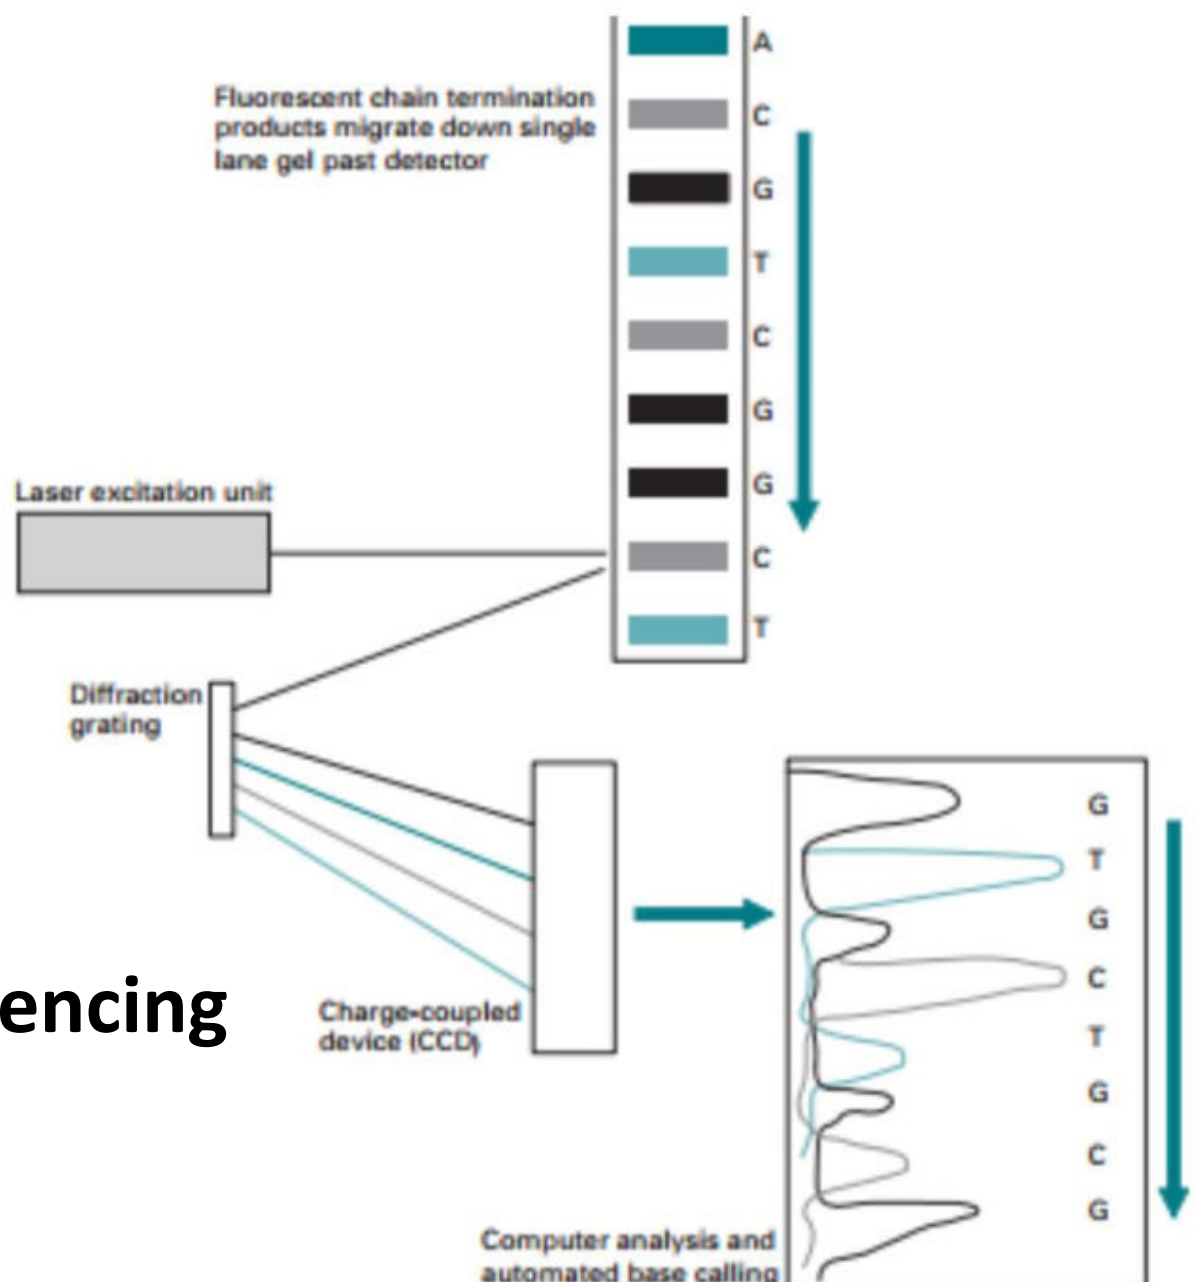 A
Fluorescent chain termination
products migrate down single
lane gel past detector
C
G
T
C
G
G
C
T
Laser excitation unit
Diffraction
grating
Charge-coupled
device (CCD)
encing
G
T
G
C
T
G
C
G
Computer analysis and
automated base calling